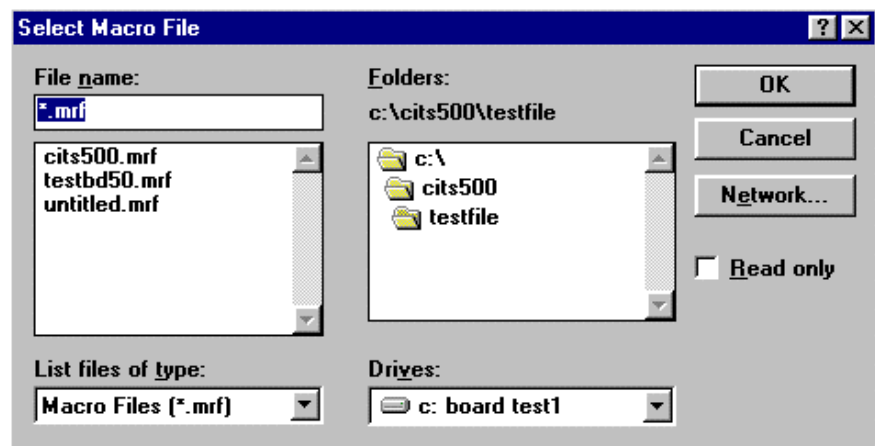 Select Macro File
File name:
*.mrf
cits500.mrf
testbd50.mrf
untitled.mrf
List files of type:
Macro Files (*.mrf)
Folders:
c:\cits500\testfile
c:\
cits500
testfile
Drives:
c: board test1
OK
Cancel
Network...
Read only